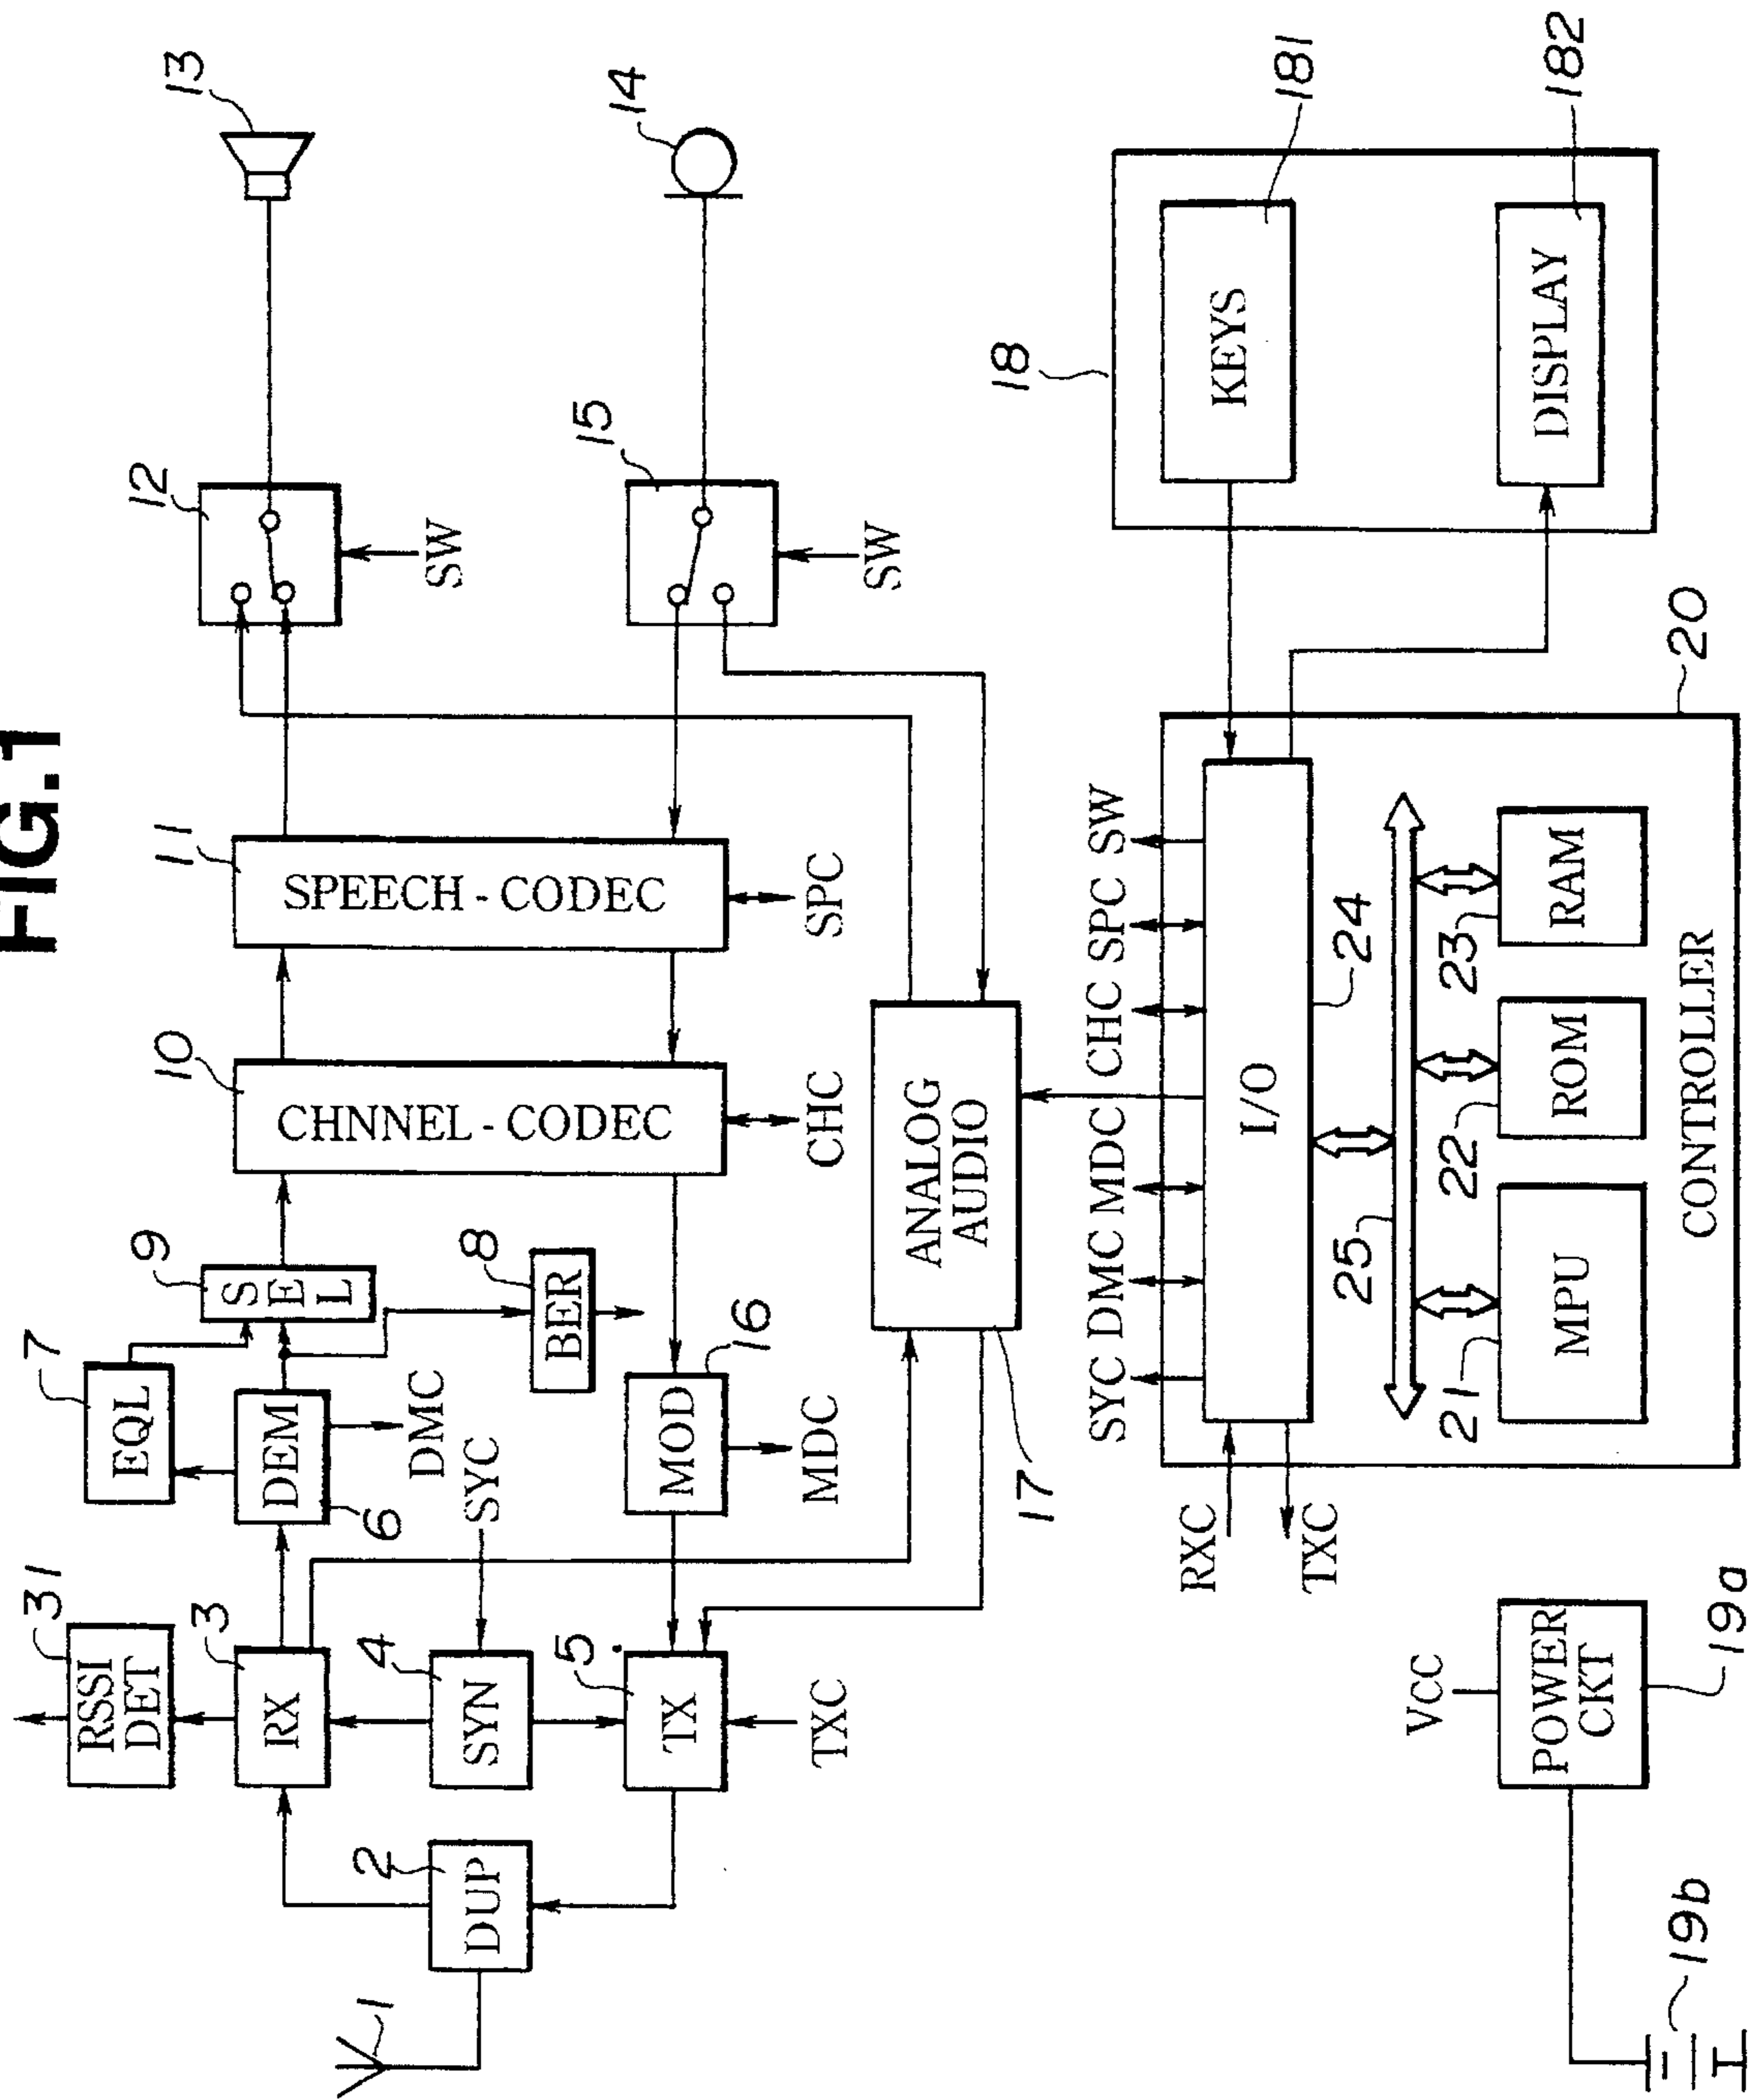 FIG.1
13
14
12
15
SW
SW
11
SPEECH - CODEC
SPC
10
CHNNEL - CODEC
CHC
9
SEL
8
BER
7
EQL
DEM
6
DMC
SYC
16
MOD
MDC
31
RSSI
DET
3
RX
4
SYN
5
TX
TXC
2
DUP
1
ANALOG
AUDIO
17
18
KEYS
181
DISPLAY
182
20
SYC DMC MDC CHC SPC SW
I/O
24
25
RXC
TXC
21
MPU
22
ROM
23
RAM
CONTROLLER
VCC
POWER
CKT
19a
19b